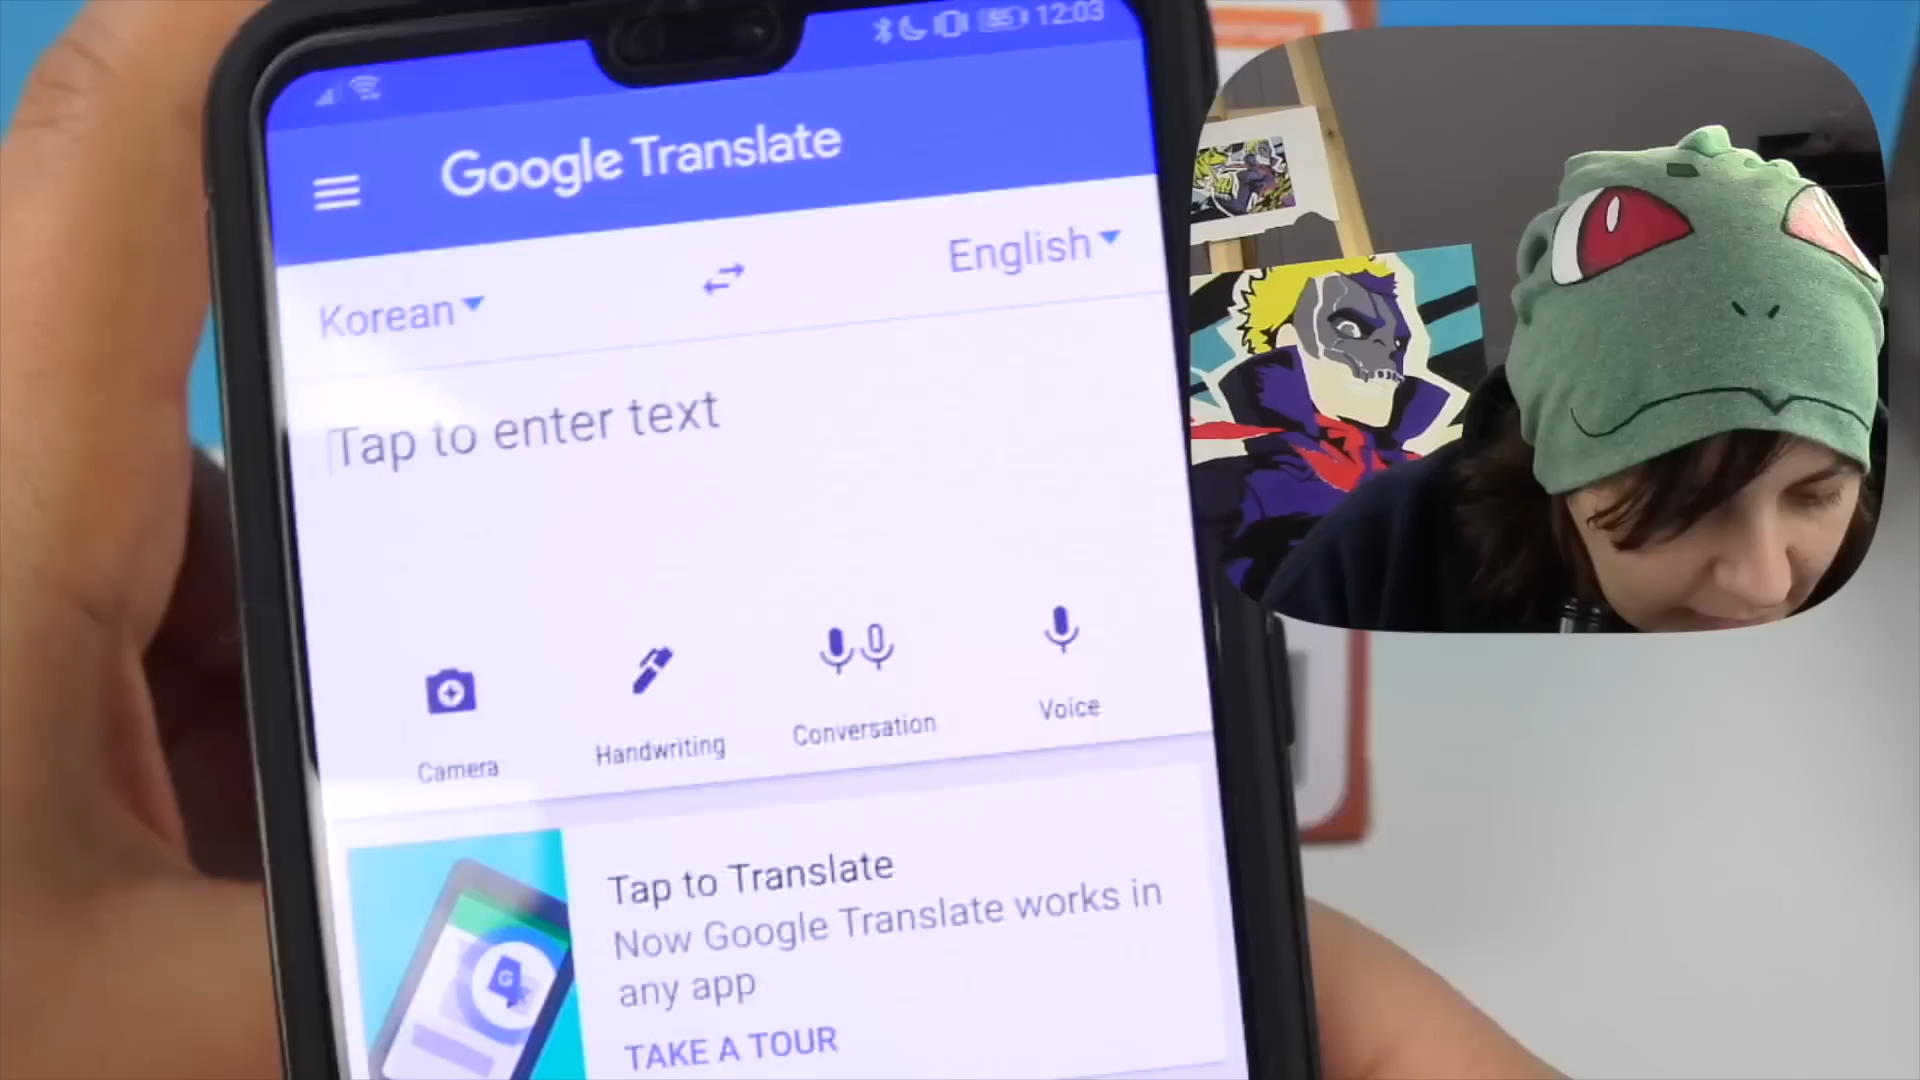 55 12:03
Google Translate
Korean English
Tap to enter text
Camera Handwriting Conversation Voice
Tap to Translate
Now Google Translate works in
any app
TAKE A TOUR
G